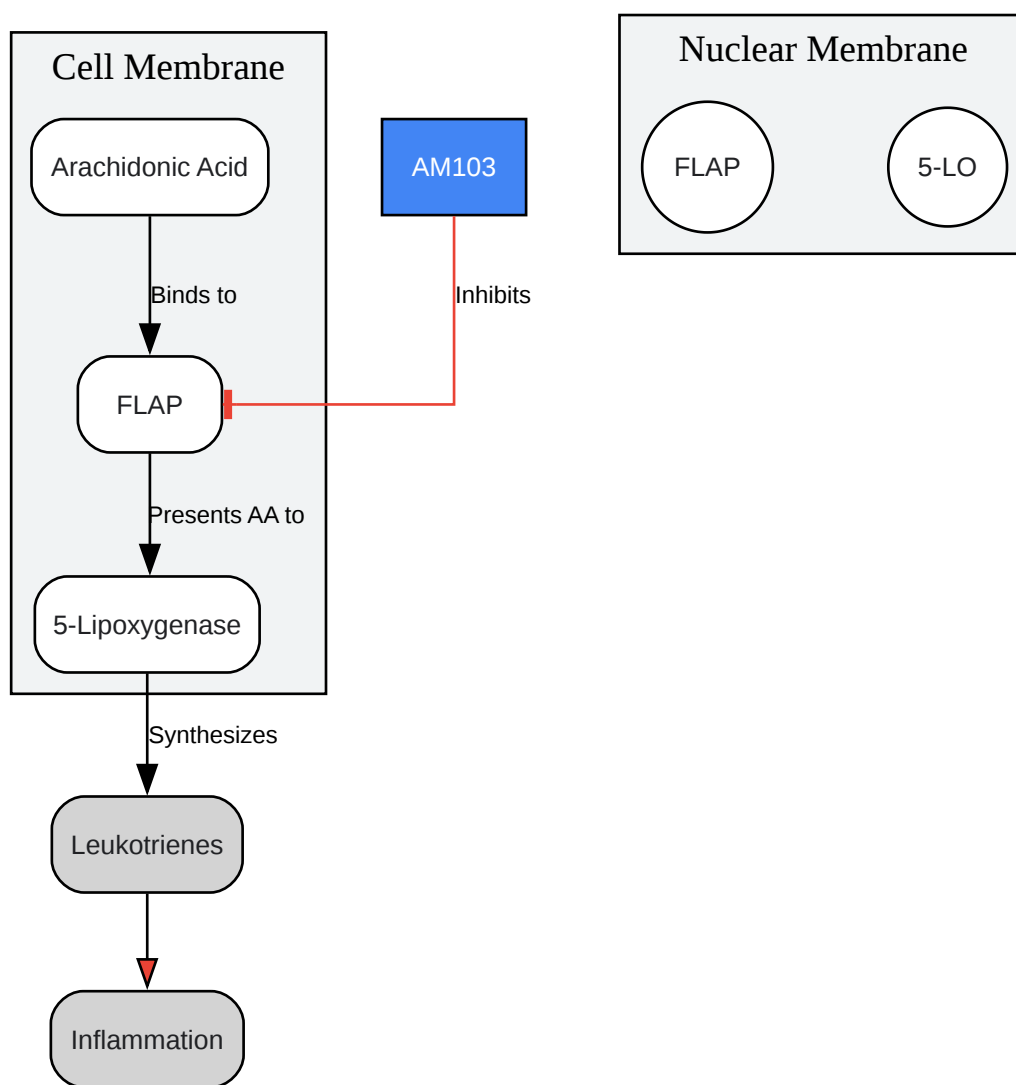 Cell Membrane
Arachidonic Acid
Binds to
FLAP
Presents AA to
5-Lipoxygenase
Synthesizes
Leukotrienes
Inflammation
AM103
Inhibits
Nuclear Membrane
FLAP
5-LO